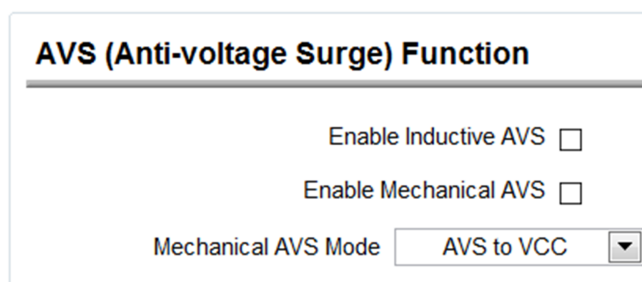 AVS (Anti-voltage Surge) Function
Enable Inductive AVS
Enable Mechanical AVS
Mechanical AVS Mode AVS to VCC